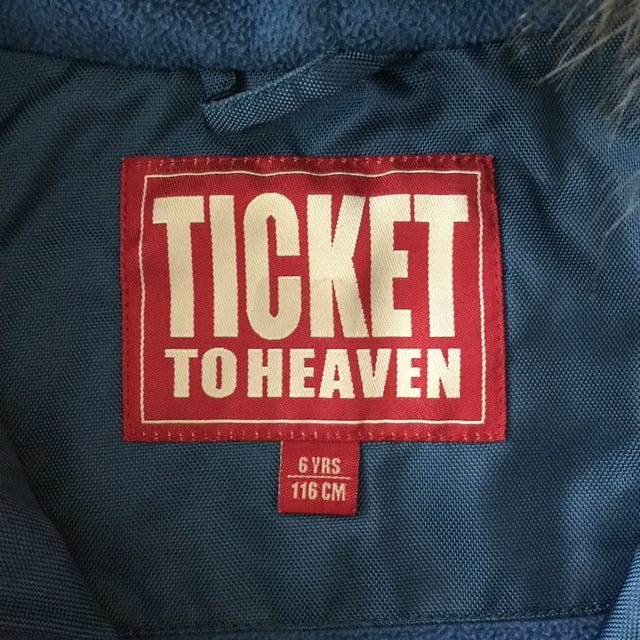 TICKET
TO HEAVEN
6 YRS
116 CM